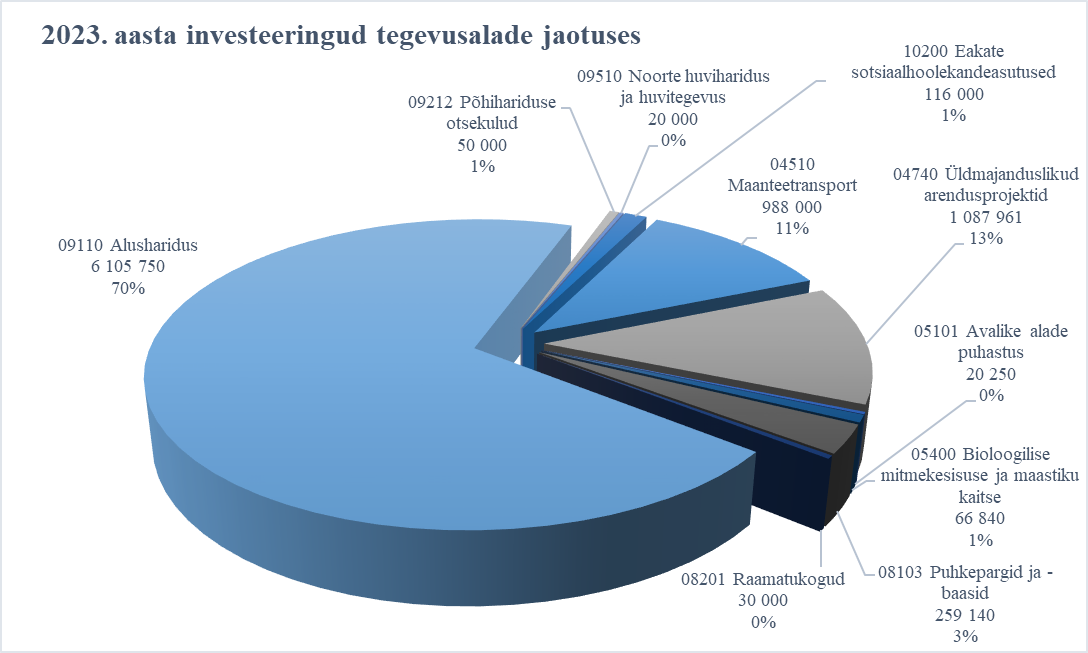 2023. aasta investeeringud tegevusalade jaotuses
09110 Alusharidus
6 105 750
70%
09212 Põhihariduse
otsekulud
50 000
1%
09510 Noorte huviharidus
ja huvitegevus
20 000
0%
10200 Eakate
sotsiaalhoolekandeasutused
116 000
1%
04510
Maanteetransport
988 000
11%
04740 Üldmajanduslikud
arendusprojektid
1 087 961
13%
05101 Avalike alade
puhastus
20 250
0%
05400 Bioloogilise
mitmekesisuse ja maastiku
kaitse
66 840
1%
08103 Puhkepargid ja -
baasid
259 140
3%
08201 Raamatukogud
30 000
0%